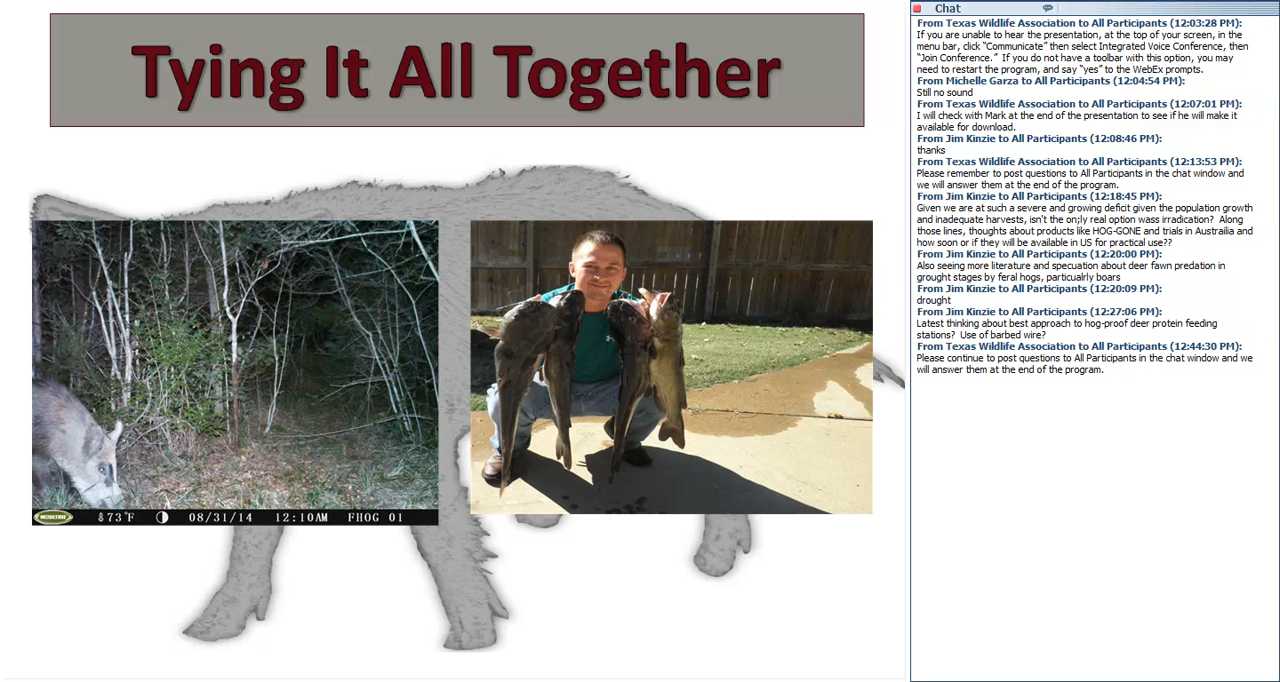 Tying It All Together
MOULTRIE 73°F 08/31/14 12:10AM FHOG 01
Chat
From Texas Wildlife Association to All Participants (12:03:28 PM):
If you are unable to hear the presentation, at the top of your screen, in the
menu bar, click "Communicate" then select Integrated Voice Conference, then
"Join Conference." If you do not have a toolbar with this option, you may
need to restart the program, and say "yes" to the WebEx prompts.
From Michelle Garza to All Participants (12:04:54 PM):
Still no sound
From Texas Wildlife Association to All Participants (12:07:01 PM):
I will check with Mark at the end of the presentation to see if he will make it
available for download.
From Jim Kinzie to All Participants (12:08:46 PM):
thanks
From Texas Wildlife Association to All Participants (12:13:53 PM):
Please remember to post questions to All Participants in the chat window and
we will answer them at the end of the program.
From Jim Kinzie to All Participants (12:18:45 PM):
Given we are at such a severe and growing deficit given the population growth
and inadequate harvests, isn't the on;ly real option wass irradication? Along
those lines, thoughts about products like HOG-GONE and trials in Austrailia and
how soon or if they will be available in US for practical use??
From Jim Kinzie to All Participants (12:20:00 PM):
Also seeing more literature and specuation about deer fawn predation in
grought stages by feral hogs, particualrly boars
From Jim Kinzie to All Participants (12:20:09 PM):
drought
From Jim Kinzie to All Participants (12:27:06 PM):
Latest thinking about best approach to hog-proof deer protein feeding
stations? Use of barbed wire?
From Texas Wildlife Association to All Participants (12:44:30 PM):
Please continue to post questions to All Participants in the chat window and we
will answer them at the end of the program.